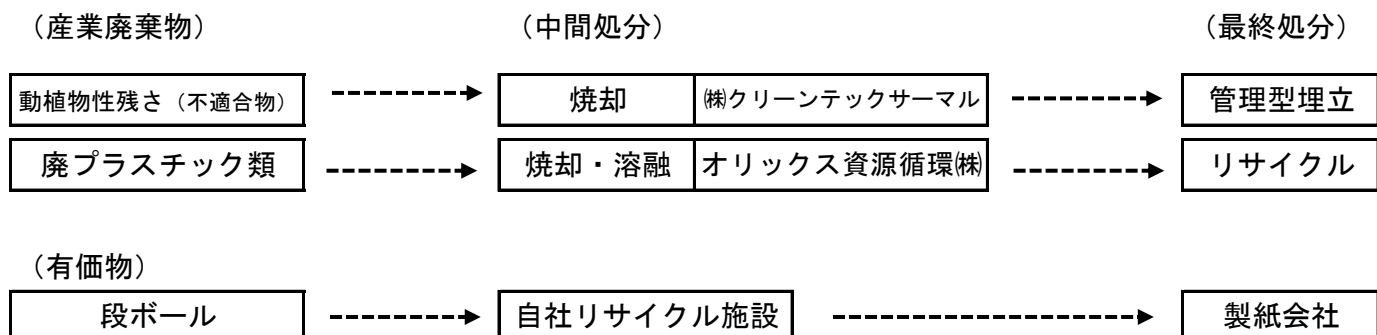 （産業廃棄物） （中間処分） （最終処分）
動植物性残さ（不適合物） 焼却 ㈱クリーンテックサーマル 管理型埋立
廃プラスチック類 焼却・溶融 オリックス資源循環㈱ リサイクル
（有価物）
段ボール 自社リサイクル施設 製紙会社